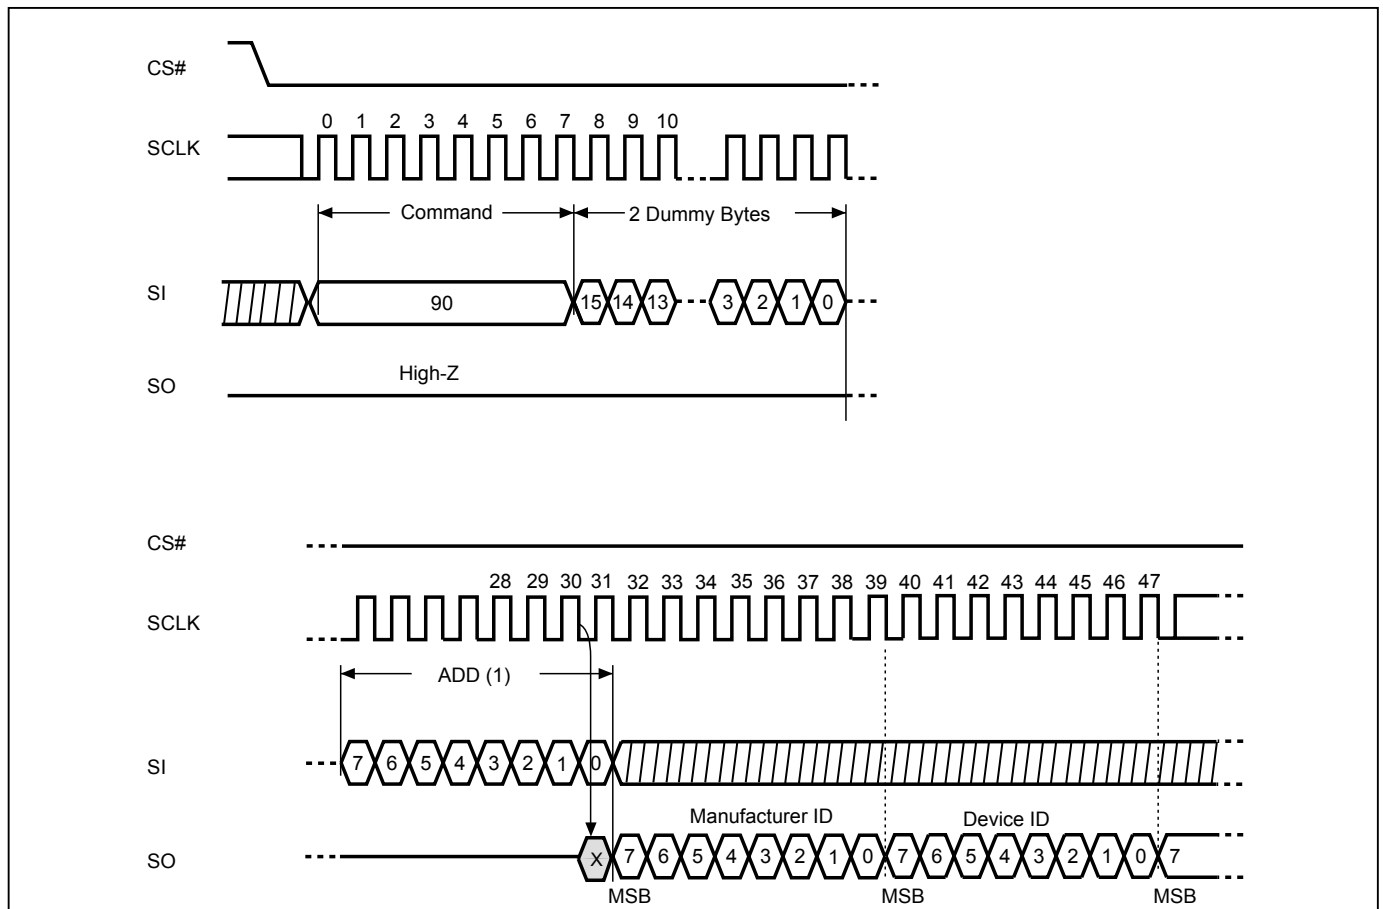 CS#
0 1 2 3 4 5 6 7 8 9 10
SCLK
Command
2 Dummy Bytes
SI
90
15 14 13 3 2 1 0
High-Z
SO
CS#
28 29 30 31 32 33 34 35 36 37 38 39 40 41 42 43 44 45 46 47
SCLK
ADD (1)
SI
7 6 5 4 3 2 1 0
Manufacturer ID
Device ID
SO
X 7 6 5 4 3 2 1 0 7 6 5 4 3 2 1 0 7
MSB MSB MSB